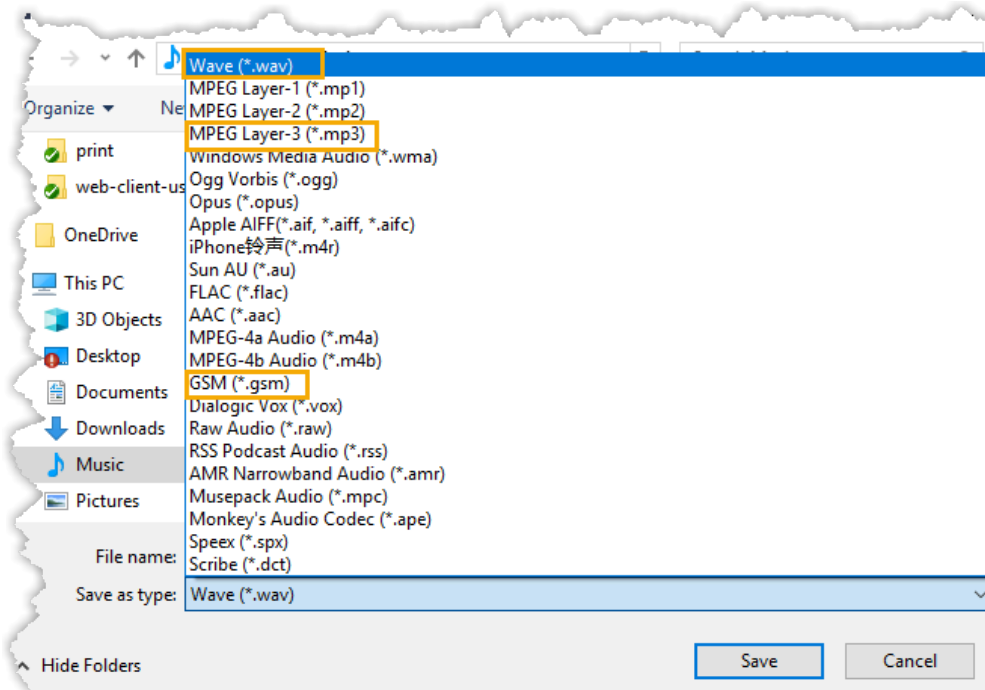 Wave (*.wav)
MPEG Layer-1 (*.mp1)
Organize
Ne
MPEG Layer-2 (*.mp2)
MPEG Layer-3 (*.mp3)
print
Windows Media Audio (*.wma)
web-client-us
Ogg Vorbis (*.ogg)
Opus (*.opus)
Apple AIFF(*.aif, *.aiff, *.aifc)
OneDrive
iPhone铃声(*.m4r)
Sun AU (*.au)
This PC
FLAC (*.flac)
3D Objects
AAC (*.aac)
MPEG-4a Audio (*.m4a)
Desktop
MPEG-4b Audio (*.m4b)
GSM (*.gsm)
Documents
Dialogic Vox (*.vox)
Downloads
Raw Audio (*.raw)
RSS Podcast Audio (*.rss)
Music
AMR Narrowband Audio (*.amr)
Pictures
Musepack Audio (*.mpc)
Monkey's Audio Codec (*.ape)
Speex (*.spx)
File name:
Scribe (*.dct)
Save as type:
Wave (*.wav)
Hide Folders
Save
Cancel